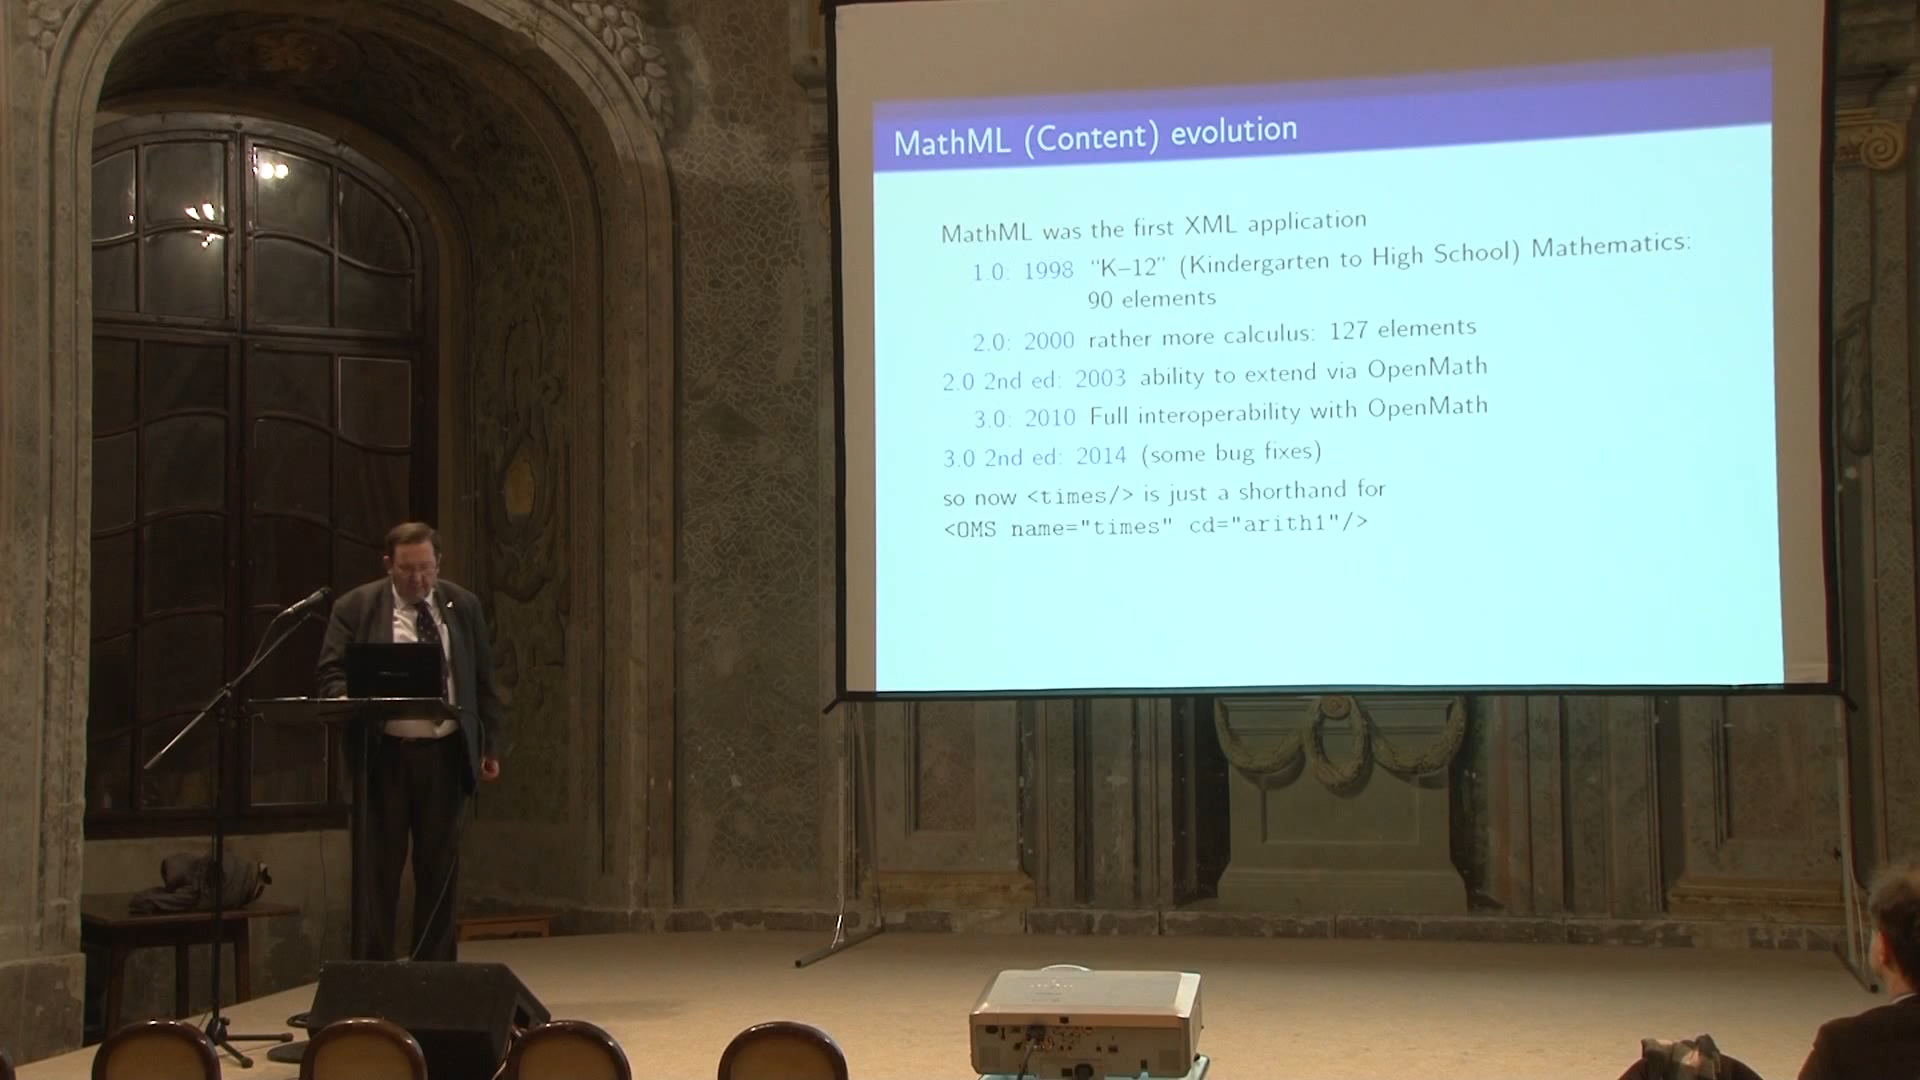 MathML (Content) evolution
MathML was the first XML application
1.0: 1998 “K–12” (Kindergarten to High School) Mathematics:
90 elements
2.0: 2000 rather more calculus: 127 elements
2.0 2nd ed: 2003 ability to extend via OpenMath
3.0: 2010 Full interoperability with OpenMath
3.0 2nd ed: 2014 (some bug fixes)
so now <times/> is just a shorthand for
<OMS name="times" cd="arith1"/>